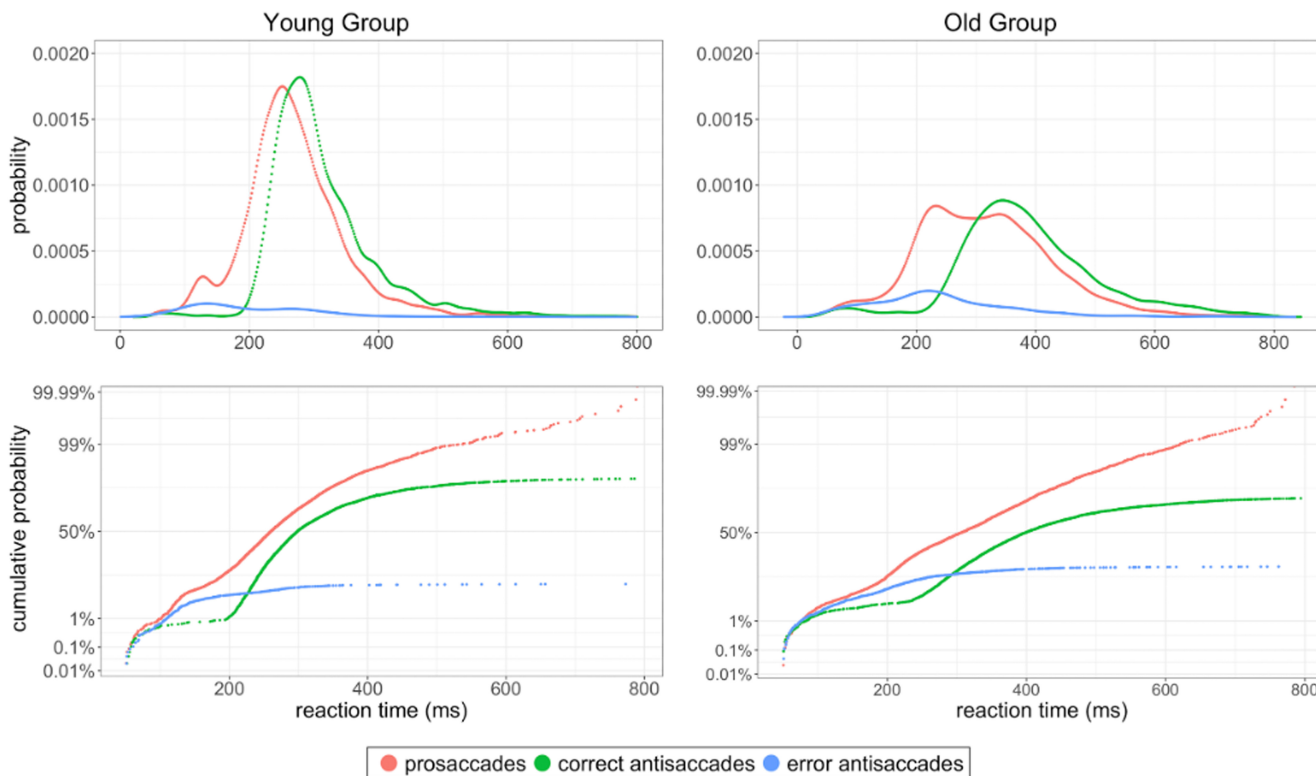 Young Group
Old Group
probability
0.0020
0.0015
0.0010
0.0005
0.0000
0 200 400 600 800
0.0020
0.0015
0.0010
0.0005
0.0000
0 200 400 600 800
cumulative probability
99.99%
99%
50%
1%
0.1%
0.01%
200 400 600 800
reaction time (ms)
99.99%
99%
50%
1%
0.1%
0.01%
200 400 600 800
reaction time (ms)
prosaccades correct antisaccades error antisaccades